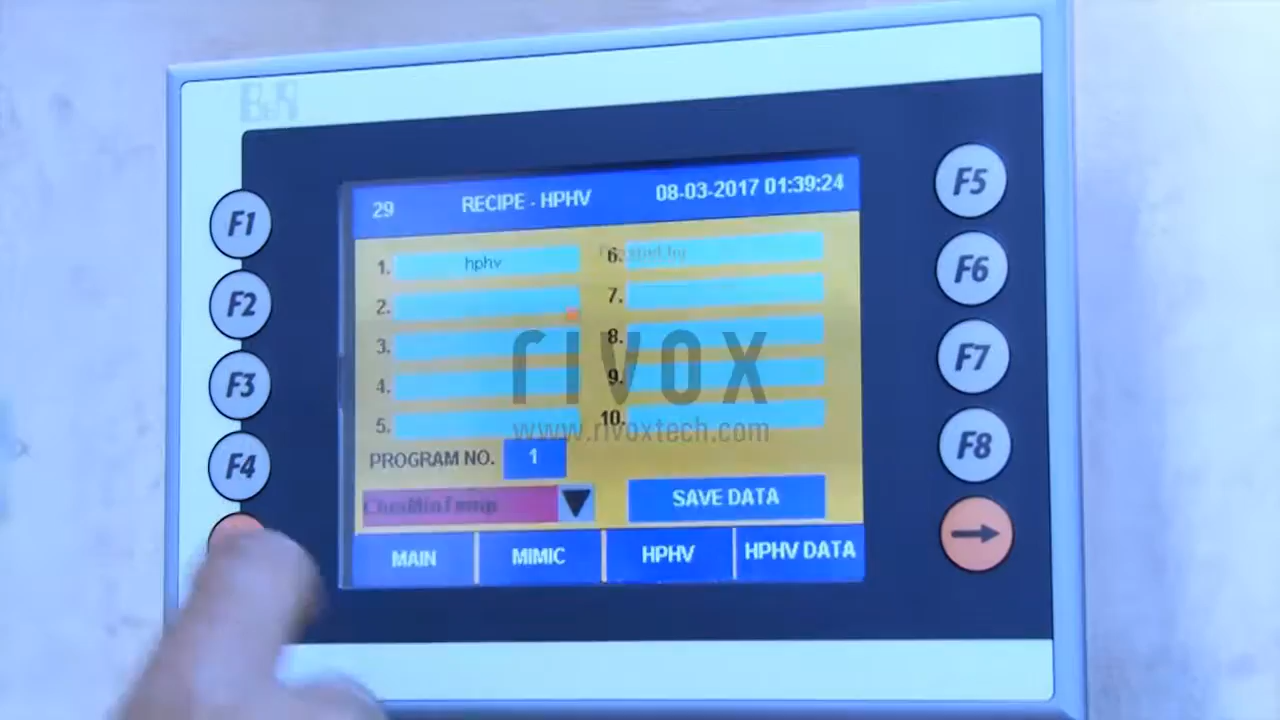 B&R
29 RECIPE - HPHV 08-03-2017 01:39:24
1. hphv 6.
2. 7.
3. 8.
4. 9.
5. 10.
PROGRAM NO. 1
SAVE DATA
MAIN MIMIC HPHV HPHV DATA
F1
F2
F3
F4
F5
F6
F7
F8
rivox
www.rivoxtech.com